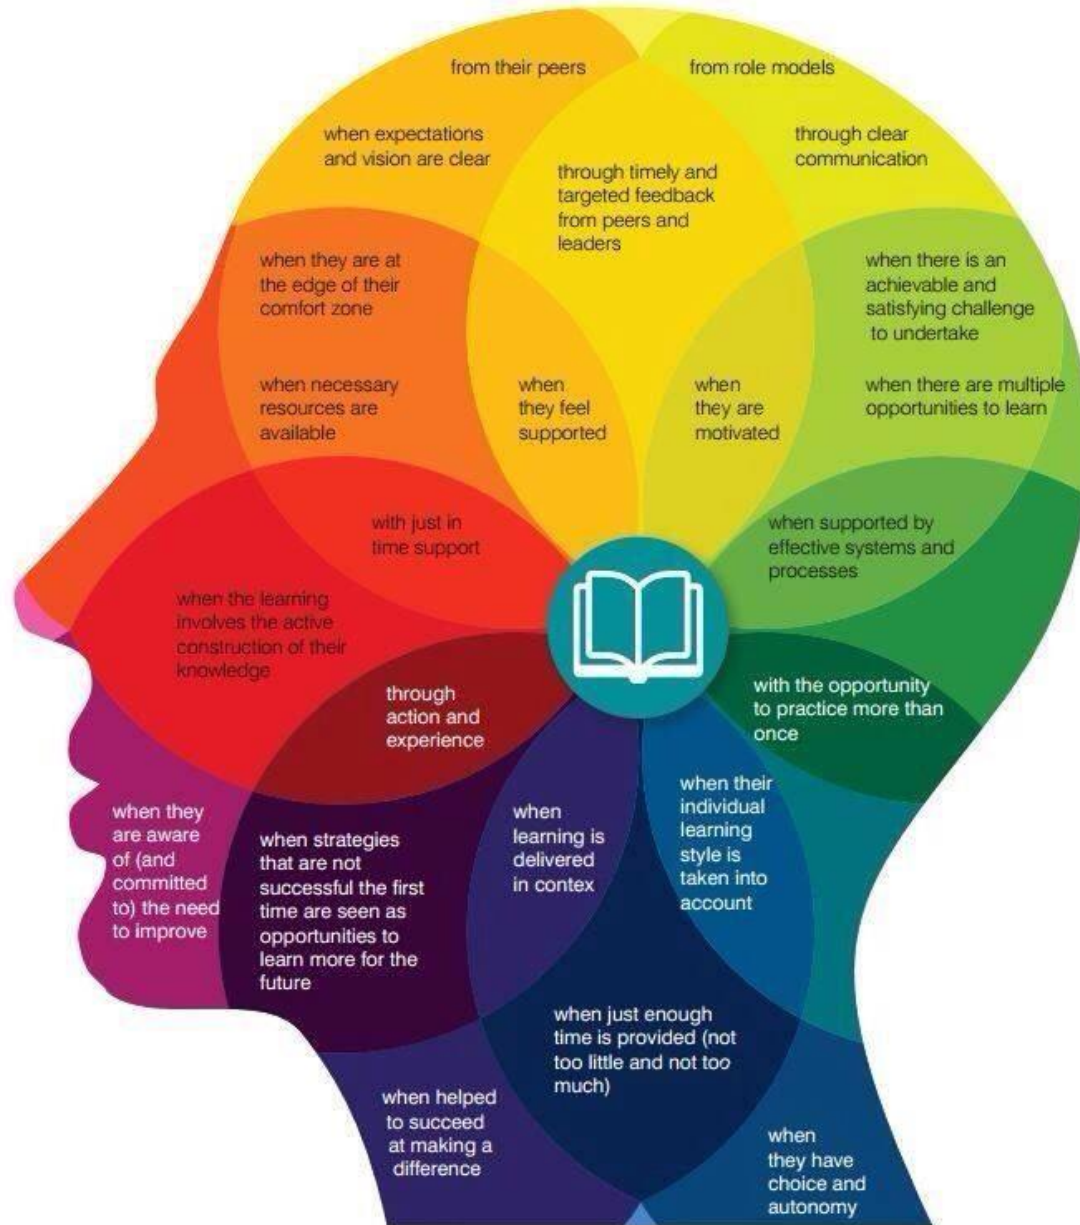 from their peers
from role models
when expectations
and vision are clear
through clear
communication
through timely and
targeted feedback
from peers and
leaders
when they are at
the edge of their
comfort zone
when there is an
achievable and
satisfying challenge
to undertake
when necessary
resources are
available
when
they feel
supported
when
they are
motivated
when there are multiple
opportunities to learn
with just in
time support
when supported by
effective systems and
processes
when the learning
involves the active
construction of their
knowledge
through
action and
experience
with the opportunity
to practice more than
once
when they
are aware
of (and
committed
to) the need
to improve
when strategies
that are not
successful the first
time are seen as
opportunities to
learn more for the
future
when
learning is
delivered
in contex
when their
individual
learning
style is
taken into
account
when just enough
time is provided (not
too little and not too
much)
when helped
to succeed
at making a
difference
when
they have
choice and
autonomy